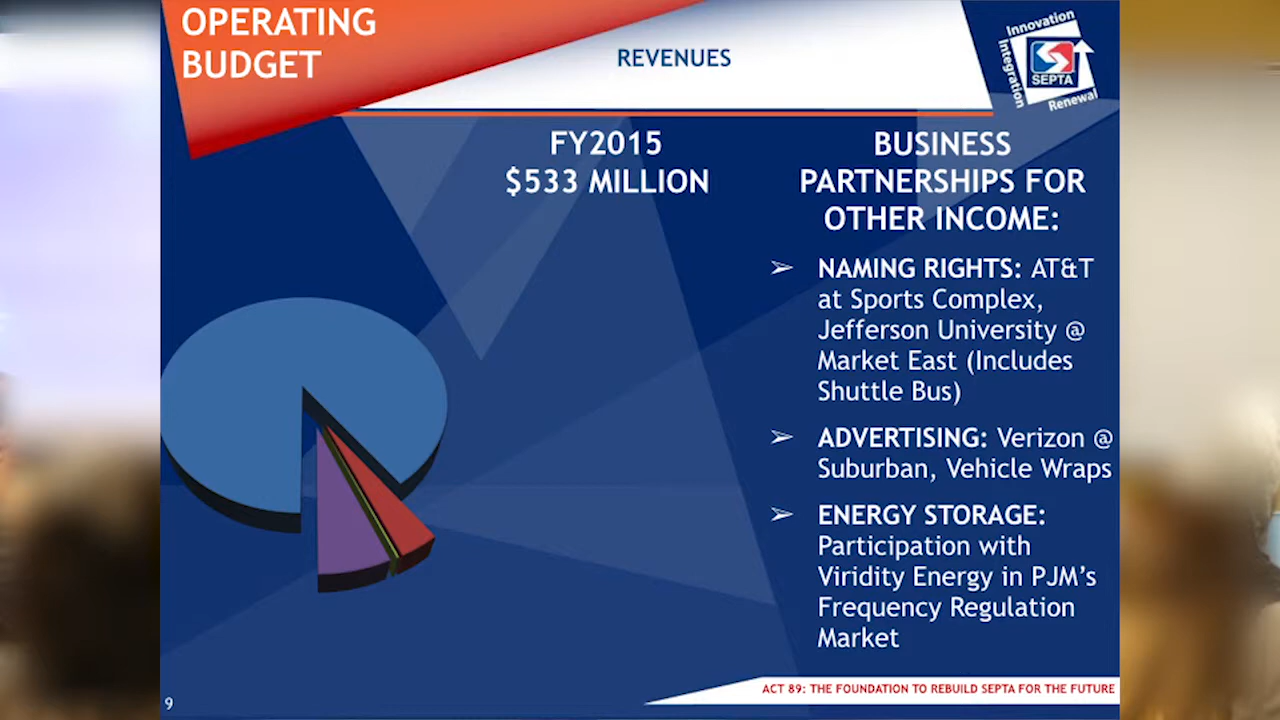 OPERATING
BUDGET
REVENUES
Innovation
Integration
SEPTA
Renewal
FY2015
$533 MILLION
BUSINESS
PARTNERSHIPS FOR
OTHER INCOME:
➢ NAMING RIGHTS: AT&T
at Sports Complex,
Jefferson University @
Market East (Includes
Shuttle Bus)
➢ ADVERTISING: Verizon @
Suburban, Vehicle Wraps
➢ ENERGY STORAGE:
Participation with
Viridity Energy in PJM’s
Frequency Regulation
Market
ACT 89: THE FOUNDATION TO REBUILD SEPTA FOR THE FUTURE
9